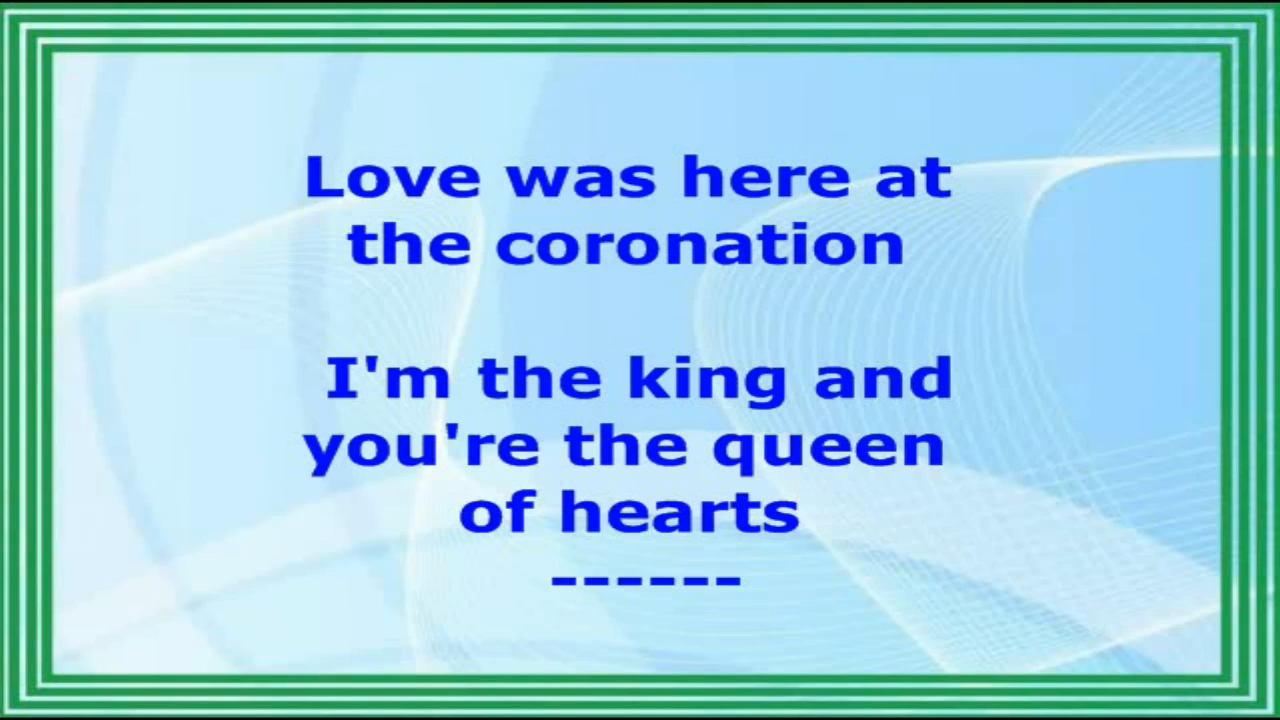 Love was here at
the coronation
I'm the king and
you're the queen
of hearts
------